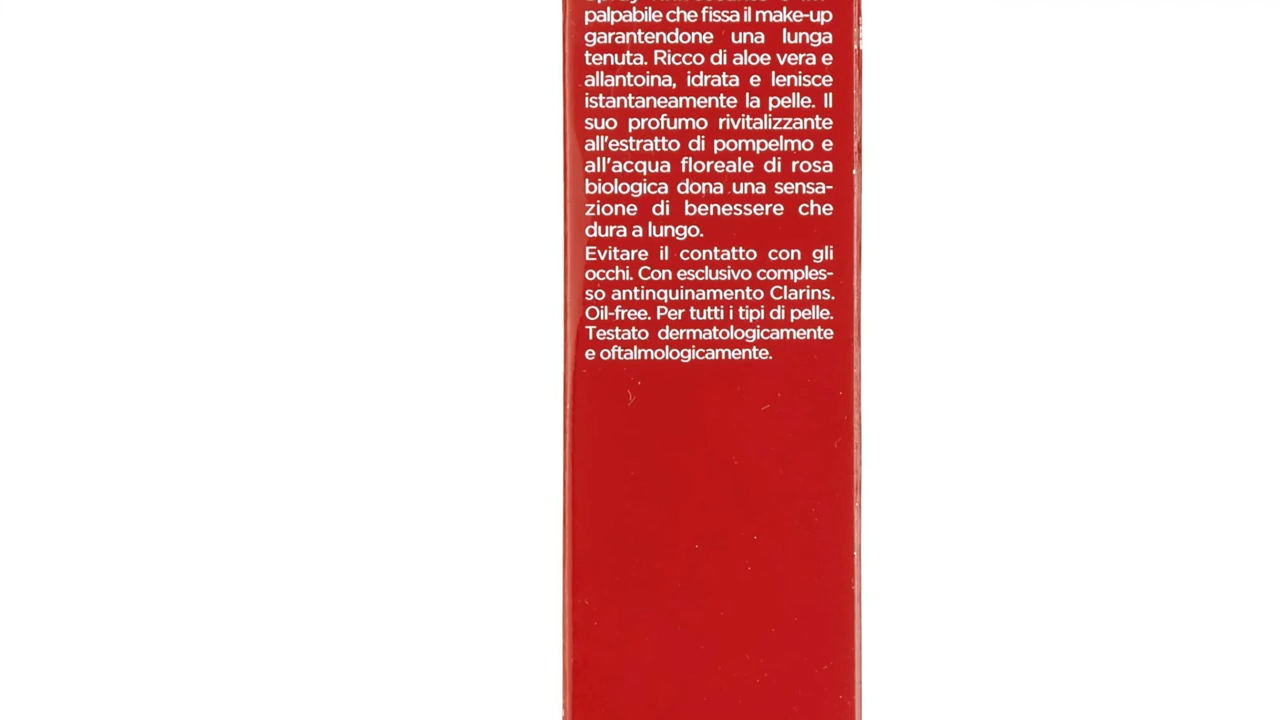 palpabile che fissa il make-up
garantendone una lunga
tenuta. Ricco di aloe vera e
allantoina, idrata e lenisce
istantaneamente la pelle. Il
suo profumo rivitalizzante
all'estratto di pompelmo e
all'acqua floreale di rosa
biologica dona una sensa-
zione di benessere che
dura a lungo.
Evitare il contatto con gli
occhi. Con esclusivo comples-
so antinquinamento Clarins.
Oil-free. Per tutti i tipi di pelle.
Testato dermatologicamente
e oftalmologicamente.